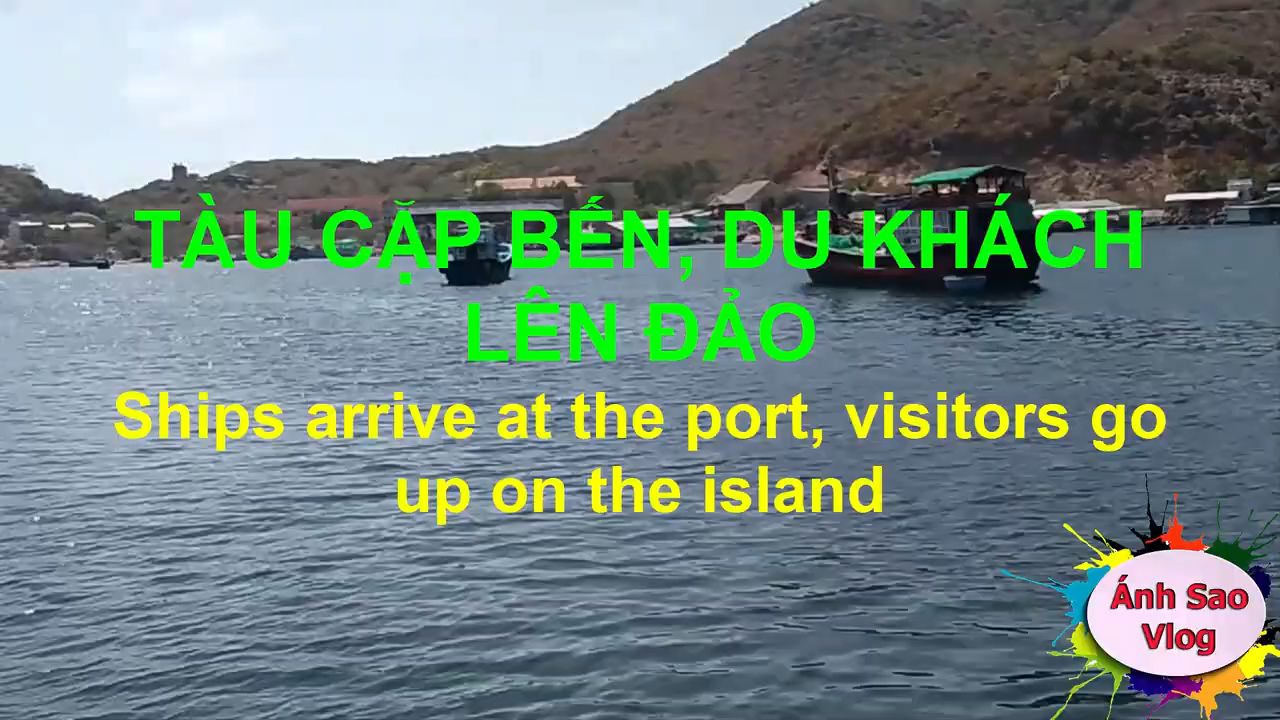 TÀU CẶP BẾN, DU KHÁCH
LÊN ĐẢO
Ships arrive at the port, visitors go
up on the island
Ánh Sao
Vlog